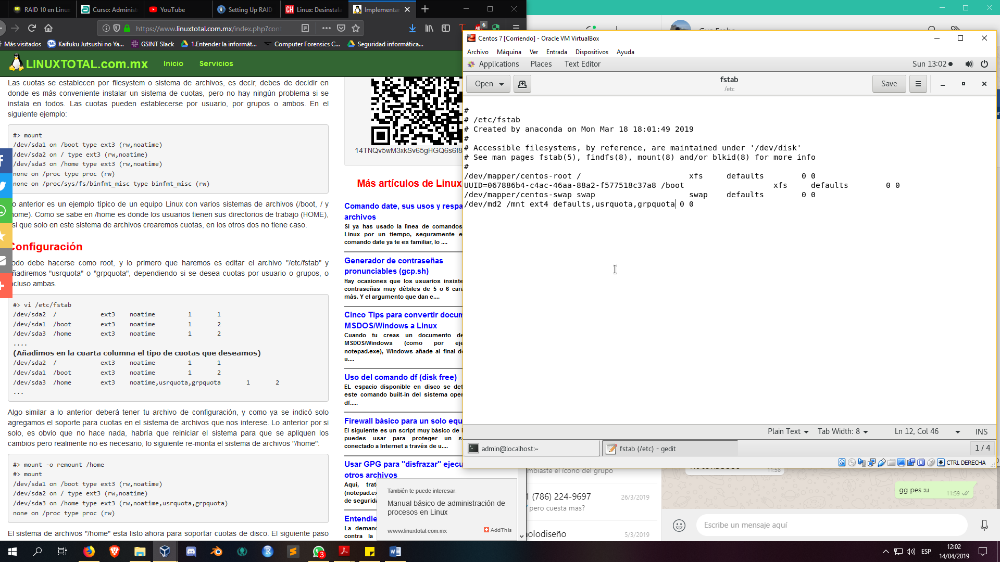 RAID 10 en Linux
Curso: Administ
YouTube
Setting Up RAID
Linux: Desinstala
Implementar
https://www.linuxtotal.com.mx/index.php?cont
6
Más visitados
Kaifuku Jutsushi no Ya...
GSINT Slack
1.Entender la informát...
Computer Forensics C...
Seguridad informática...
LINUXTOTAL.com.mx
Inicio
Servicios
Las cuotas se establecen por filesystem o sistema de archivos, es decir, debes de decidir en
donde es más conveniente instalar un sistema de cuotas, pero no hay ningún problema si se
instala en todos. Las cuotas pueden establecerse por usuario, por grupos o ambos. En el
siguiente ejemplo:
#> mount
/dev/sda1 on /boot type ext3 (rw,noatime)
/dev/sda2 on / type ext3 (rw,noatime)
/dev/sda3 on /home type ext3 (rw,noatime)
none on /proc type proc (rw)
none on /proc/sys/fs/binfmt_misc type binfmt_misc (rw)
o anterior es un ejemplo típico de un equipo Linux con varios sistemas de archivos (/boot, / y
home). Como se sabe en /home es donde los usuarios tienen sus directorios de trabajo (HOME),
si que solo en este sistema de archivos crearemos cuotas, en los otros dos no tiene caso.
Configuración
odo debe hacerse como root, y lo primero que haremos es editar el archivo "/etc/fstab" y
ñadiremos "usrquota" o "grpquota", dependiendo si se desea cuotas por usuario o grupos, o
ncluso ambas.
#> vi /etc/fstab
/dev/sda2 / ext3 noatime 1 1
/dev/sda1 /boot ext3 noatime 1 2
/dev/sda3 /home ext3 noatime 1 2
....
(Añadimos en la cuarta columna el tipo de cuotas que deseamos)
/dev/sda2 / ext3 noatime 1 1
/dev/sda1 /boot ext3 noatime 1 2
/dev/sda3 /home ext3 noatime,usrquota,grpquota 1 2
...
Algo similar a lo anterior deberá tener tu archivo de configuración, y como ya se indicó solo
agregamos el soporte para cuotas en el sistema de archivos que nos interese. Lo anterior por si
solo, es obvio que no hace nada, habría que reiniciar el sistema para que se apliquen los
cambios pero realmente no es necesario, lo siguiente re-monta el sistema de archivos "/home":
#> mount -o remount /home
#> mount
/dev/sda1 on /boot type ext3 (rw,noatime)
/dev/sda2 on / type ext3 (rw,noatime)
/dev/sda3 on /home type ext3 (rw,noatime,usrquota,grpquota)
none on /proc type proc (rw)
El sistema de archivos "/home" esta listo ahora para soportar cuotas de disco. El siguiente paso
14TNQv5wM3xkSv65gHGQ6s6f8
Más artículos de Linux
Comando date, sus usos y respa
archivos
Si ya has usado la línea de comandos
Linux por un tiempo, seguramente e
comando date ya te es familiar, lo ....
Generador de contraseñas
pronunciables (gcp.sh)
Hay ocasiones que los usuarios insiste
contraseñas muy débiles de 5 o 6 cara
más. Y el argumento que dan e....
Cinco Tips para convertir docum
MSDOS/Windows a Linux
Cuando tu creas un documento de
MSDOS/Windows (como por eje
notepad.exe), Windows añade al final de
u....
Uso del comando df (disk free)
EL espacio disponible en disco se det
este comando built-in del sistema oper
df.....
Firewall básico para un solo equ
El siguiente es un script muy básico de i
puedes usar para proteger un s
conectado a Internet a través de u....
Usar GPG para "disfrazar" ejecu
otros archivos
Aqui, trat
(notepad.ex
de segurida
Entendie
La deman
contra la
También te puede interesar:
Manual básico de administración de
procesos en Linux
www.linuxtotal.com.mx
AddThis
Centos 7 [Corriendo] - Oracle VM VirtualBox
Archivo Máquina Ver Entrada Dispositivos Ayuda
Applications Places Text Editor
Sun 13:02
Open
fstab
/etc
Save
#
# /etc/fstab
# Created by anaconda on Mon Mar 18 18:01:49 2019
#
# Accessible filesystems, by reference, are maintained under '/dev/disk'
# See man pages fstab(5), findfs(8), mount(8) and/or blkid(8) for more info
#
/dev/mapper/centos-root / xfs defaults 0 0
UUID=067886b4-c4ac-46aa-88a2-f577518c37a8 /boot xfs defaults 0 0
/dev/mapper/centos-swap swap swap defaults 0 0
/dev/md2 /mnt ext4 defaults,usrquota,grpquota 0 0
Plain Text
Tab Width: 8
Ln 12, Col 46
INS
admin@localhost:~
fstab (/etc) - gedit
1 / 4
CTRL DERECHA
mbiaste el ícono del grupo
1 (786) 224-9697
26/3/2019
pero cuesta mas?
aolodiseño
5/3/2019
11:58
gg pes :u
11:59
Escribe un mensaje aquí
3
ESP
12:02
14/04/2019